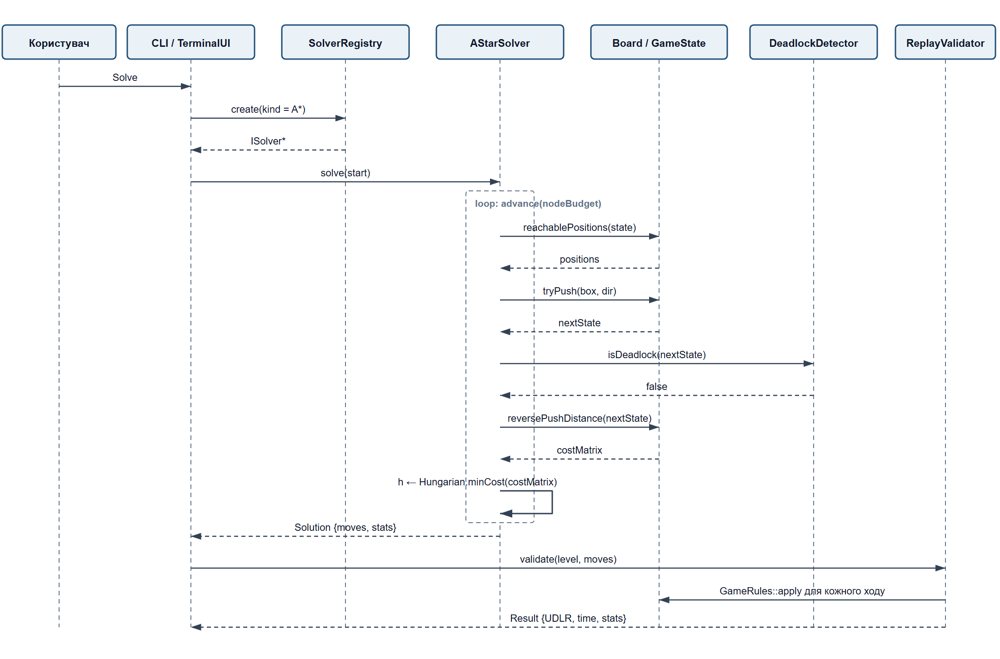 Користувач
CLI / TerminalUI
SolverRegistry
AStarSolver
Board / GameState
DeadlockDetector
ReplayValidator
Solve
create(kind = A*)
ISolver*
solve(start)
loop: advance(nodeBudget)
reachablePositions(state)
positions
tryPush(box, dir)
nextState
isDeadlock(nextState)
false
reversePushDistance(nextState)
costMatrix
h ← Hungarian.minCost(costMatrix)
Solution {moves, stats}
validate(level, moves)
GameRules::apply для кожного ходу
Result {UDLR, time, stats}